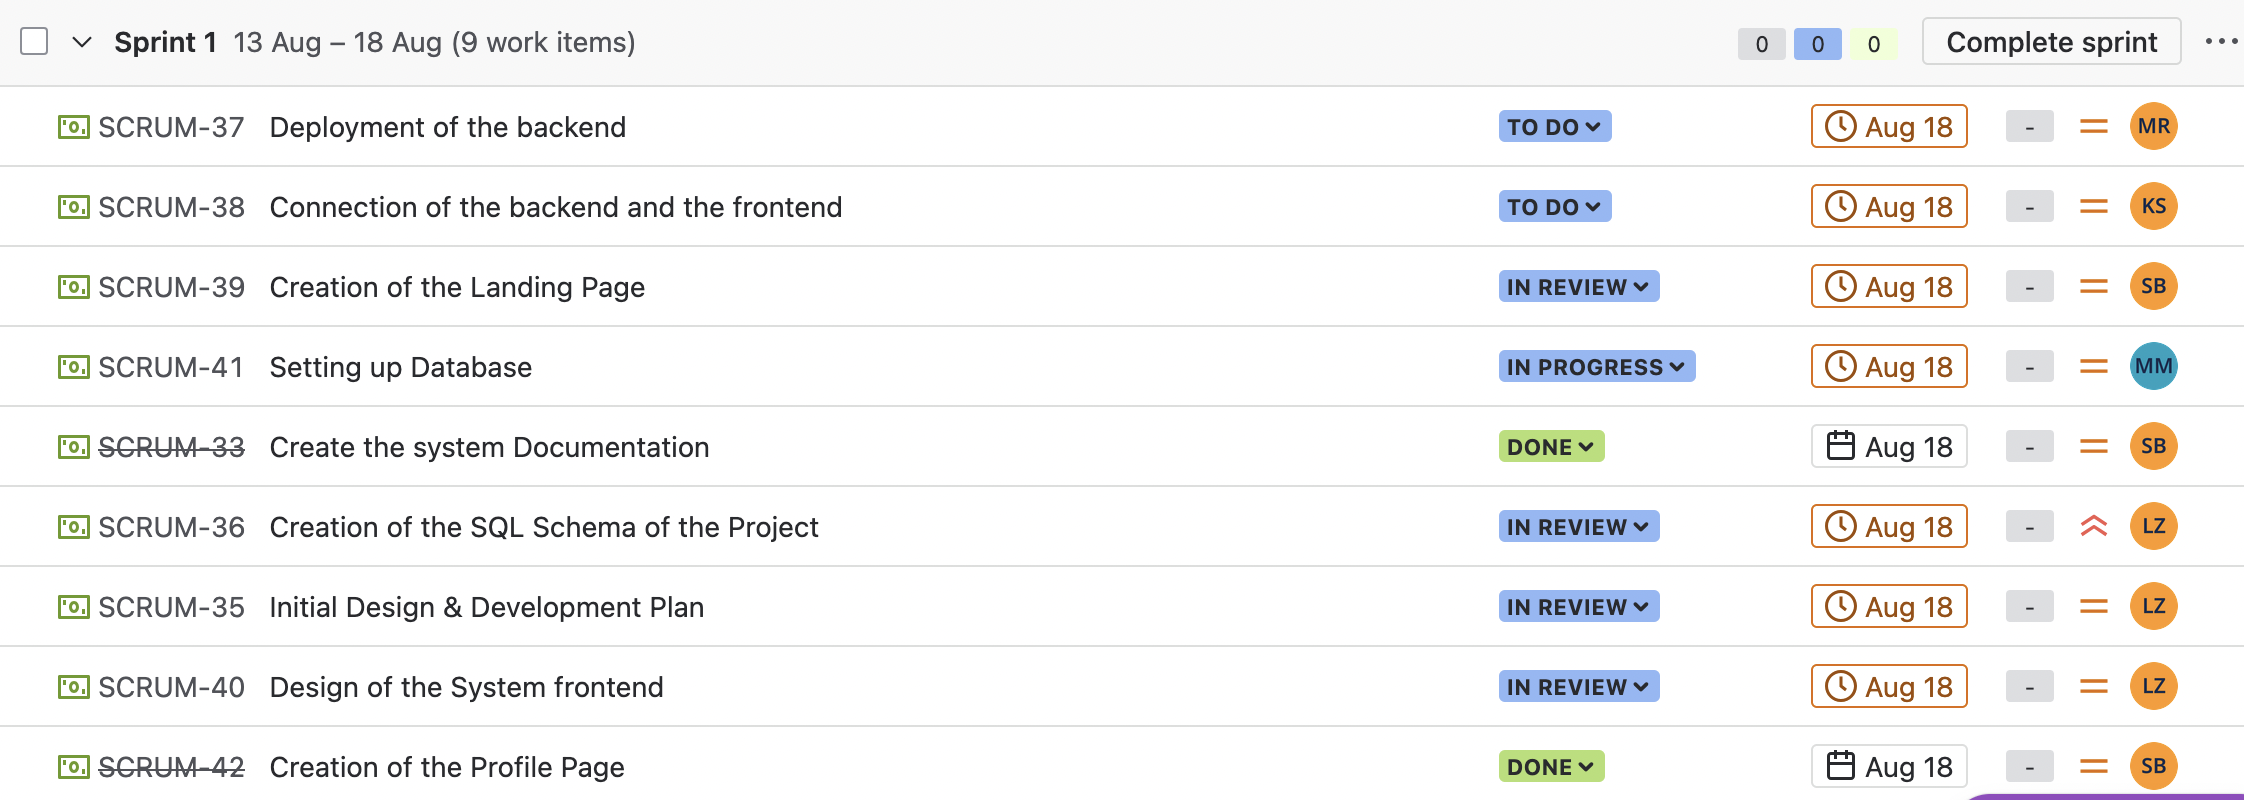 Sprint 1 13 Aug – 18 Aug (9 work items) 0 0 0 Complete sprint
SCRUM-37 Deployment of the backend TO DO Aug 18 - MR
SCRUM-38 Connection of the backend and the frontend TO DO Aug 18 - KS
SCRUM-39 Creation of the Landing Page IN REVIEW Aug 18 - SB
SCRUM-41 Setting up Database IN PROGRESS Aug 18 - MM
SCRUM-33 Create the system Documentation DONE Aug 18 - SB
SCRUM-36 Creation of the SQL Schema of the Project IN REVIEW Aug 18 - LZ
SCRUM-35 Initial Design & Development Plan IN REVIEW Aug 18 - LZ
SCRUM-40 Design of the System frontend IN REVIEW Aug 18 - LZ
SCRUM-42 Creation of the Profile Page DONE Aug 18 - SB